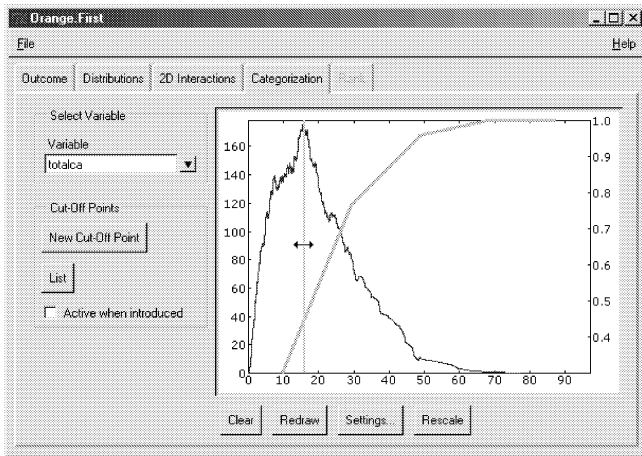 Orange.First
File Help
Outcome Distributions 2D Interactions Categorization Rank
Select Variable
Variable
totalca
Cut-Off Points
New Cut-Off Point
List
Active when introduced
160
140
120
100
80
60
40
20
0
1.0
0.9
0.8
0.7
0.6
0.5
0.4
0 10 20 30 40 50 60 70 80 90
Clear Redraw Settings... Rescale